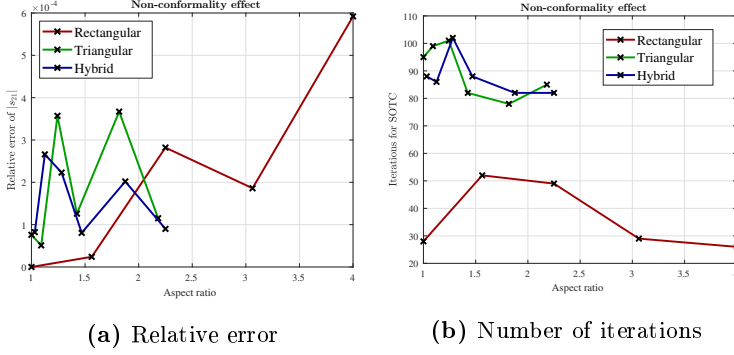 Non-conformality effect
×10⁻⁴
6
5
4
3
2
1
0
Relative error of |s₂₁|
Rectangular
Triangular
Hybrid
1 1.5 2 2.5 3 3.5 4
Aspect ratio
(a) Relative error
Non-conformality effect
110
100
90
80
70
60
50
40
30
20
Iterations for SOTC
Rectangular
Triangular
Hybrid
1 1.5 2 2.5 3 3.5 4
Aspect ratio
(b) Number of iterations